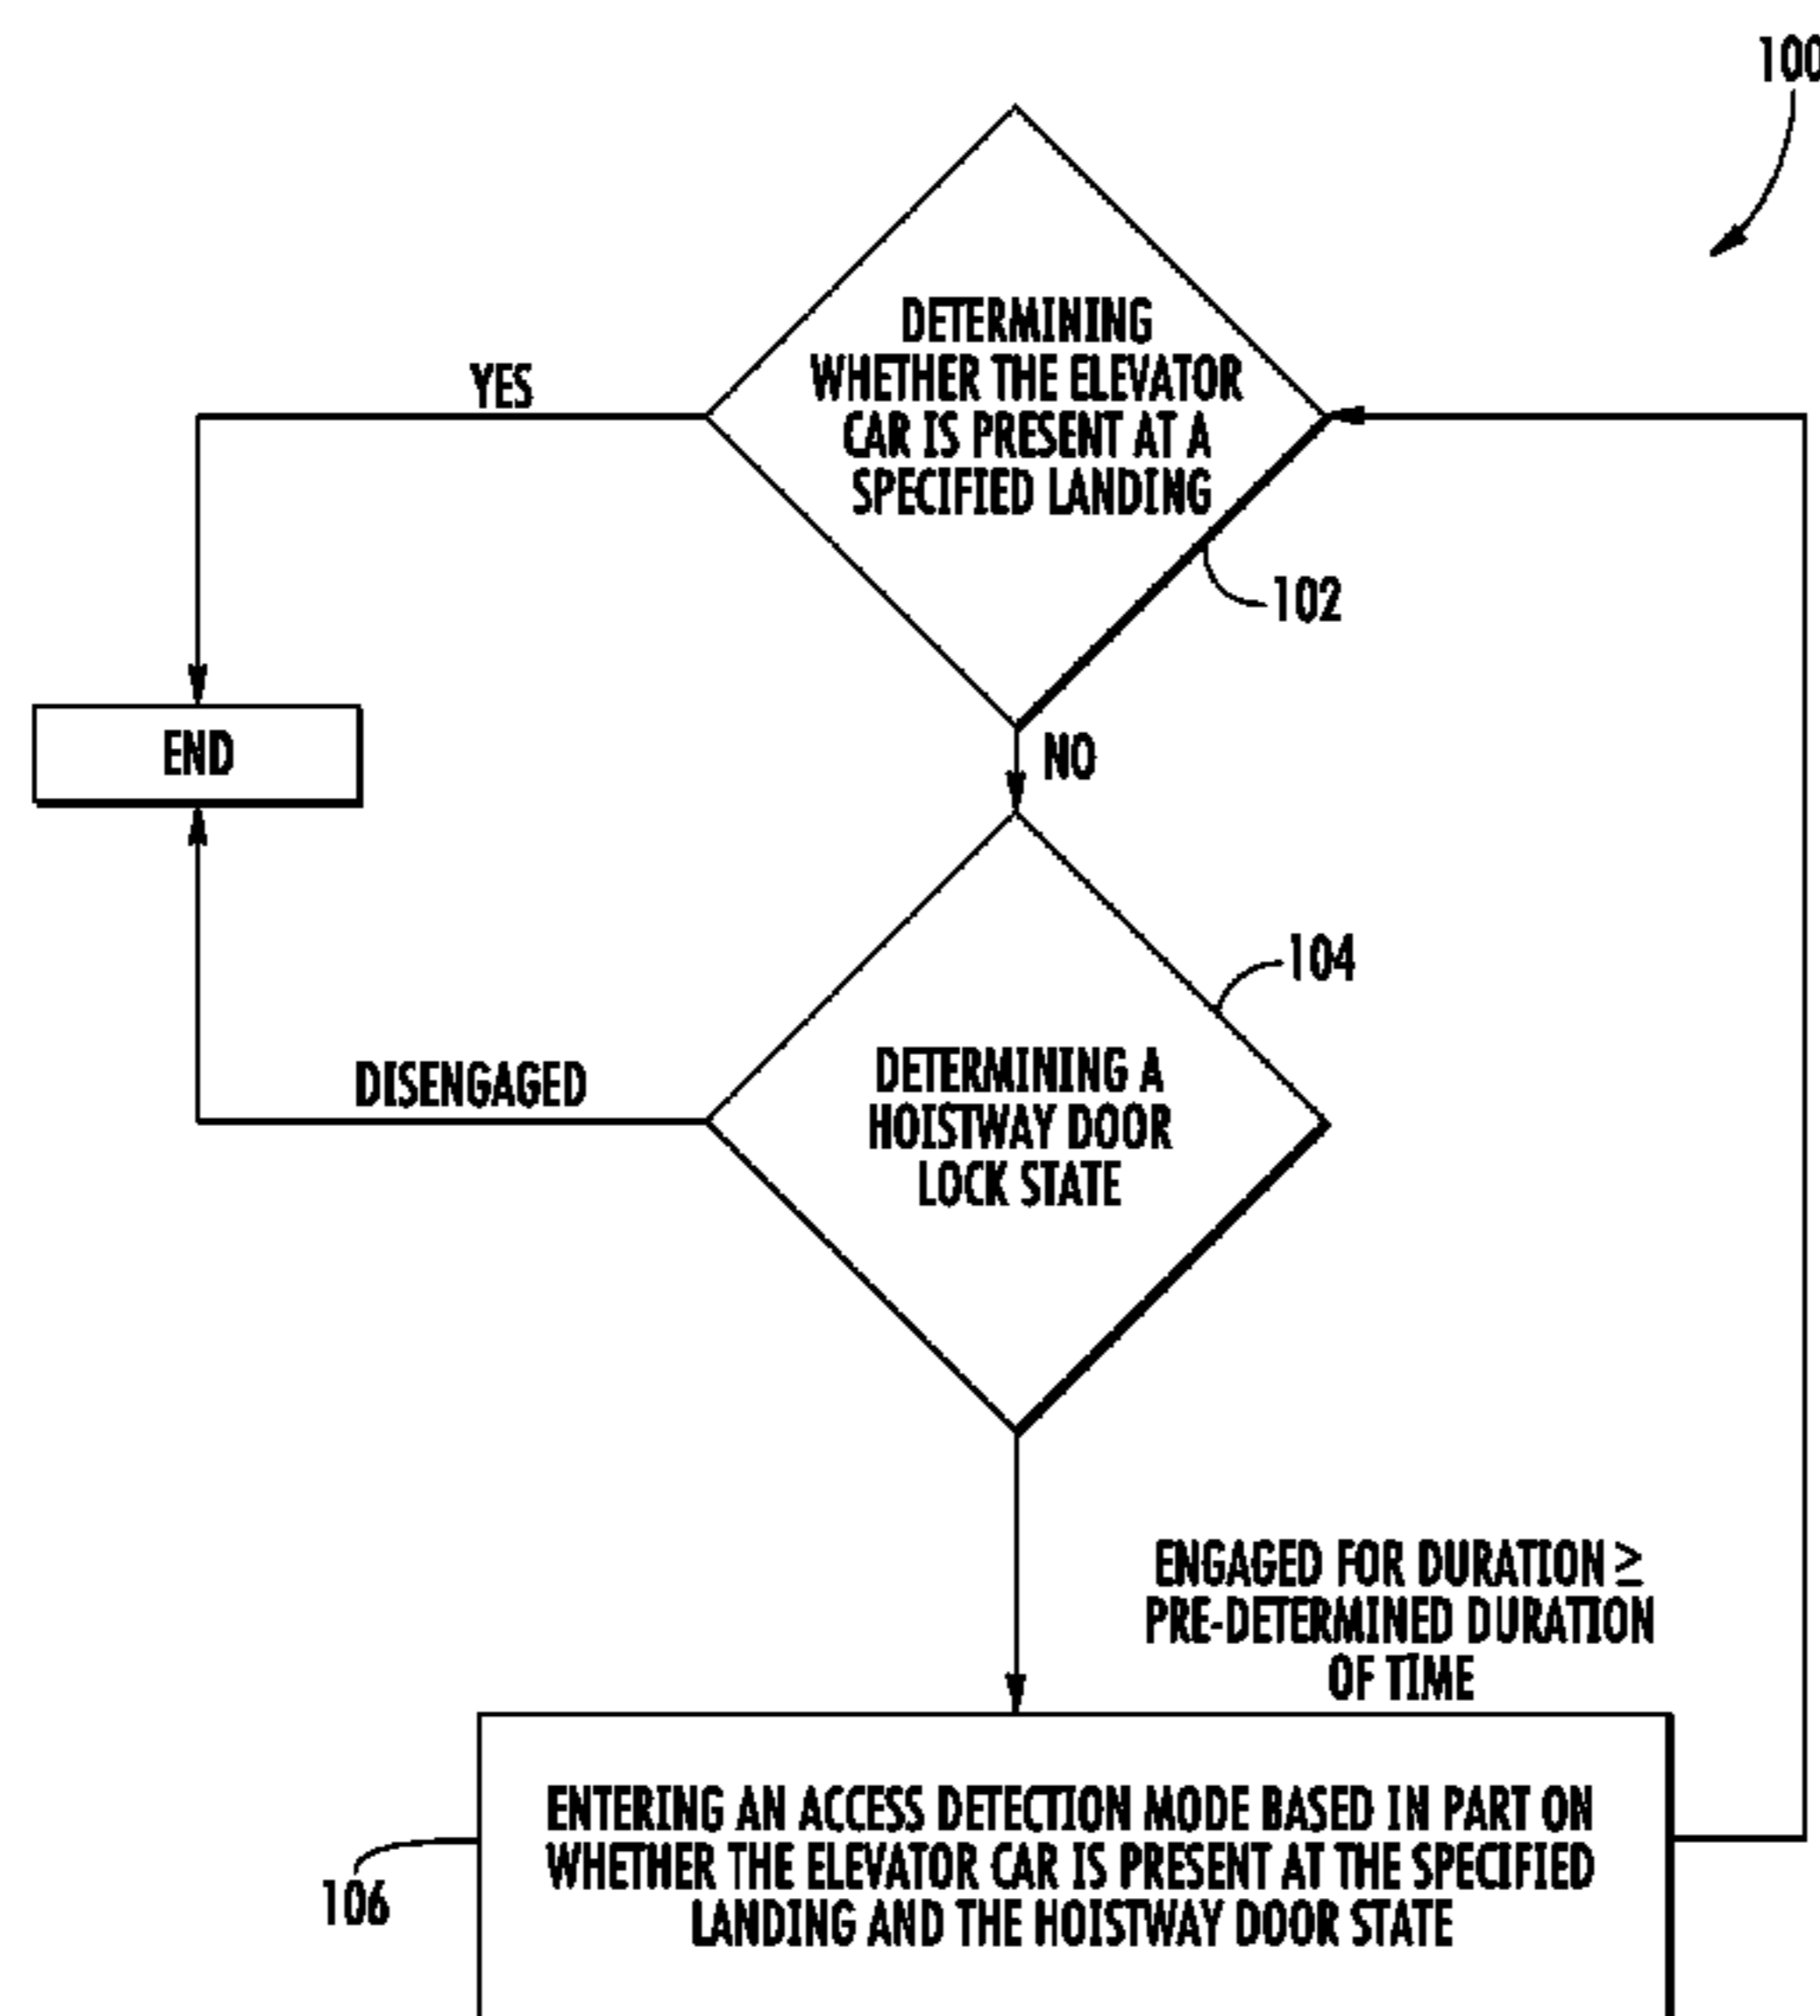 100
DETERMINING
WHETHER THE ELEVATOR
CAR IS PRESENT AT A
SPECIFIED LANDING
YES
102
END
NO
104
DETERMINING A
HOISTWAY DOOR
LOCK STATE
DISENGAGED
ENGAGED FOR DURATION ≥
PRE-DETERMINED DURATION
OF TIME
ENTERING AN ACCESS DETECTION MODE BASED IN PART ON
WHETHER THE ELEVATOR CAR IS PRESENT AT THE SPECIFIED
LANDING AND THE HOISTWAY DOOR STATE
106